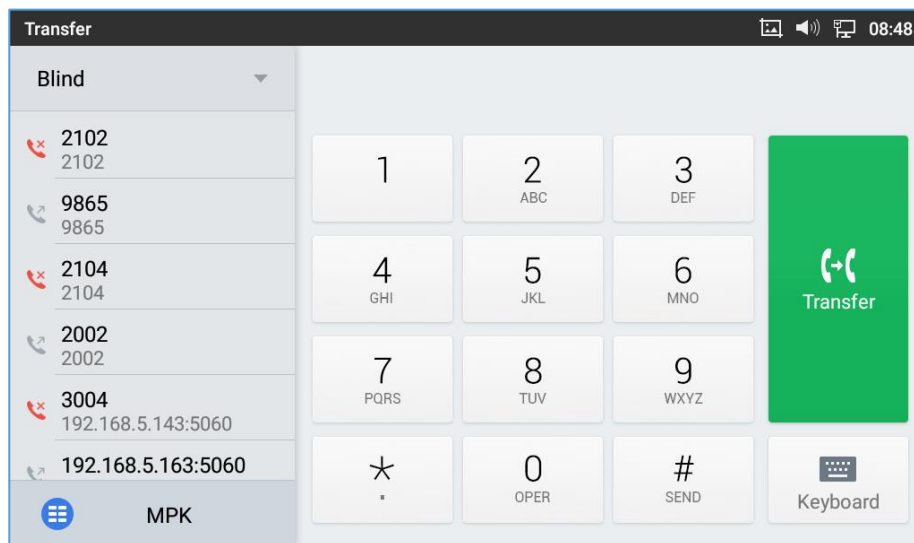 Transfer 08:48
Blind
2102
2102
9865
9865
2104
2104
2002
2002
3004
192.168.5.143:5060
192.168.5.163:5060
MPK
1 2 3
ABC DEF
4 5 6
GHI JKL MNO
Transfer
7 8 9
PQRS TUV WXYZ
* 0 #
. OPER SEND
Keyboard